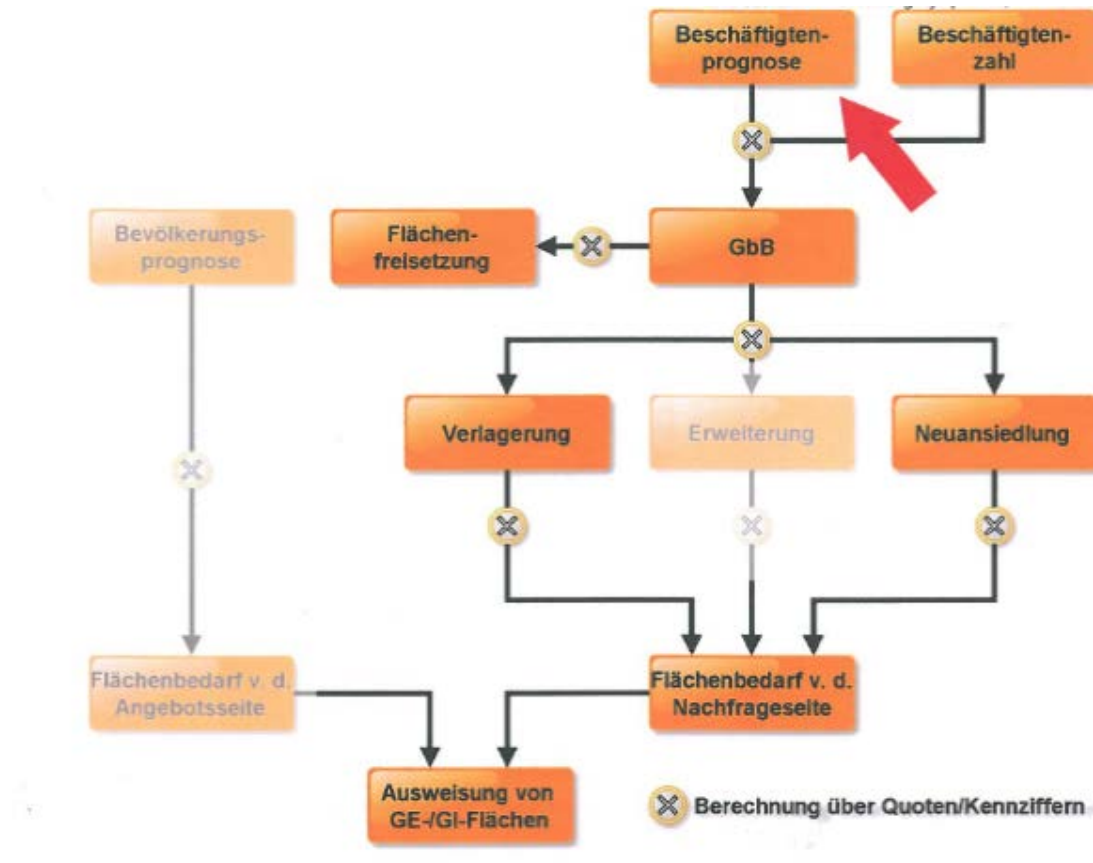 Beschäftigten-
prognose
Beschäftigten-
zahl
Bevölkerungs-
prognose
Flächen-
freisetzung
GbB
Verlagerung
Erweiterung
Neuansiedlung
Flächenbedarf v. d.
Angebotsseite
Flächenbedarf v. d.
Nachfrageseite
Ausweisung von
GE-/GI-Flächen
Berechnung über Quoten/Kennziffern